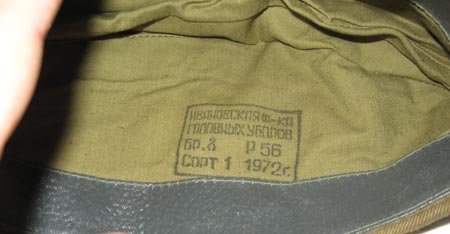 ИВАНОВСКАЯ Ф-КА
ГОЛОВНЫХ УБОРОВ
бр.8 р 56
Сорт 1 1972г.